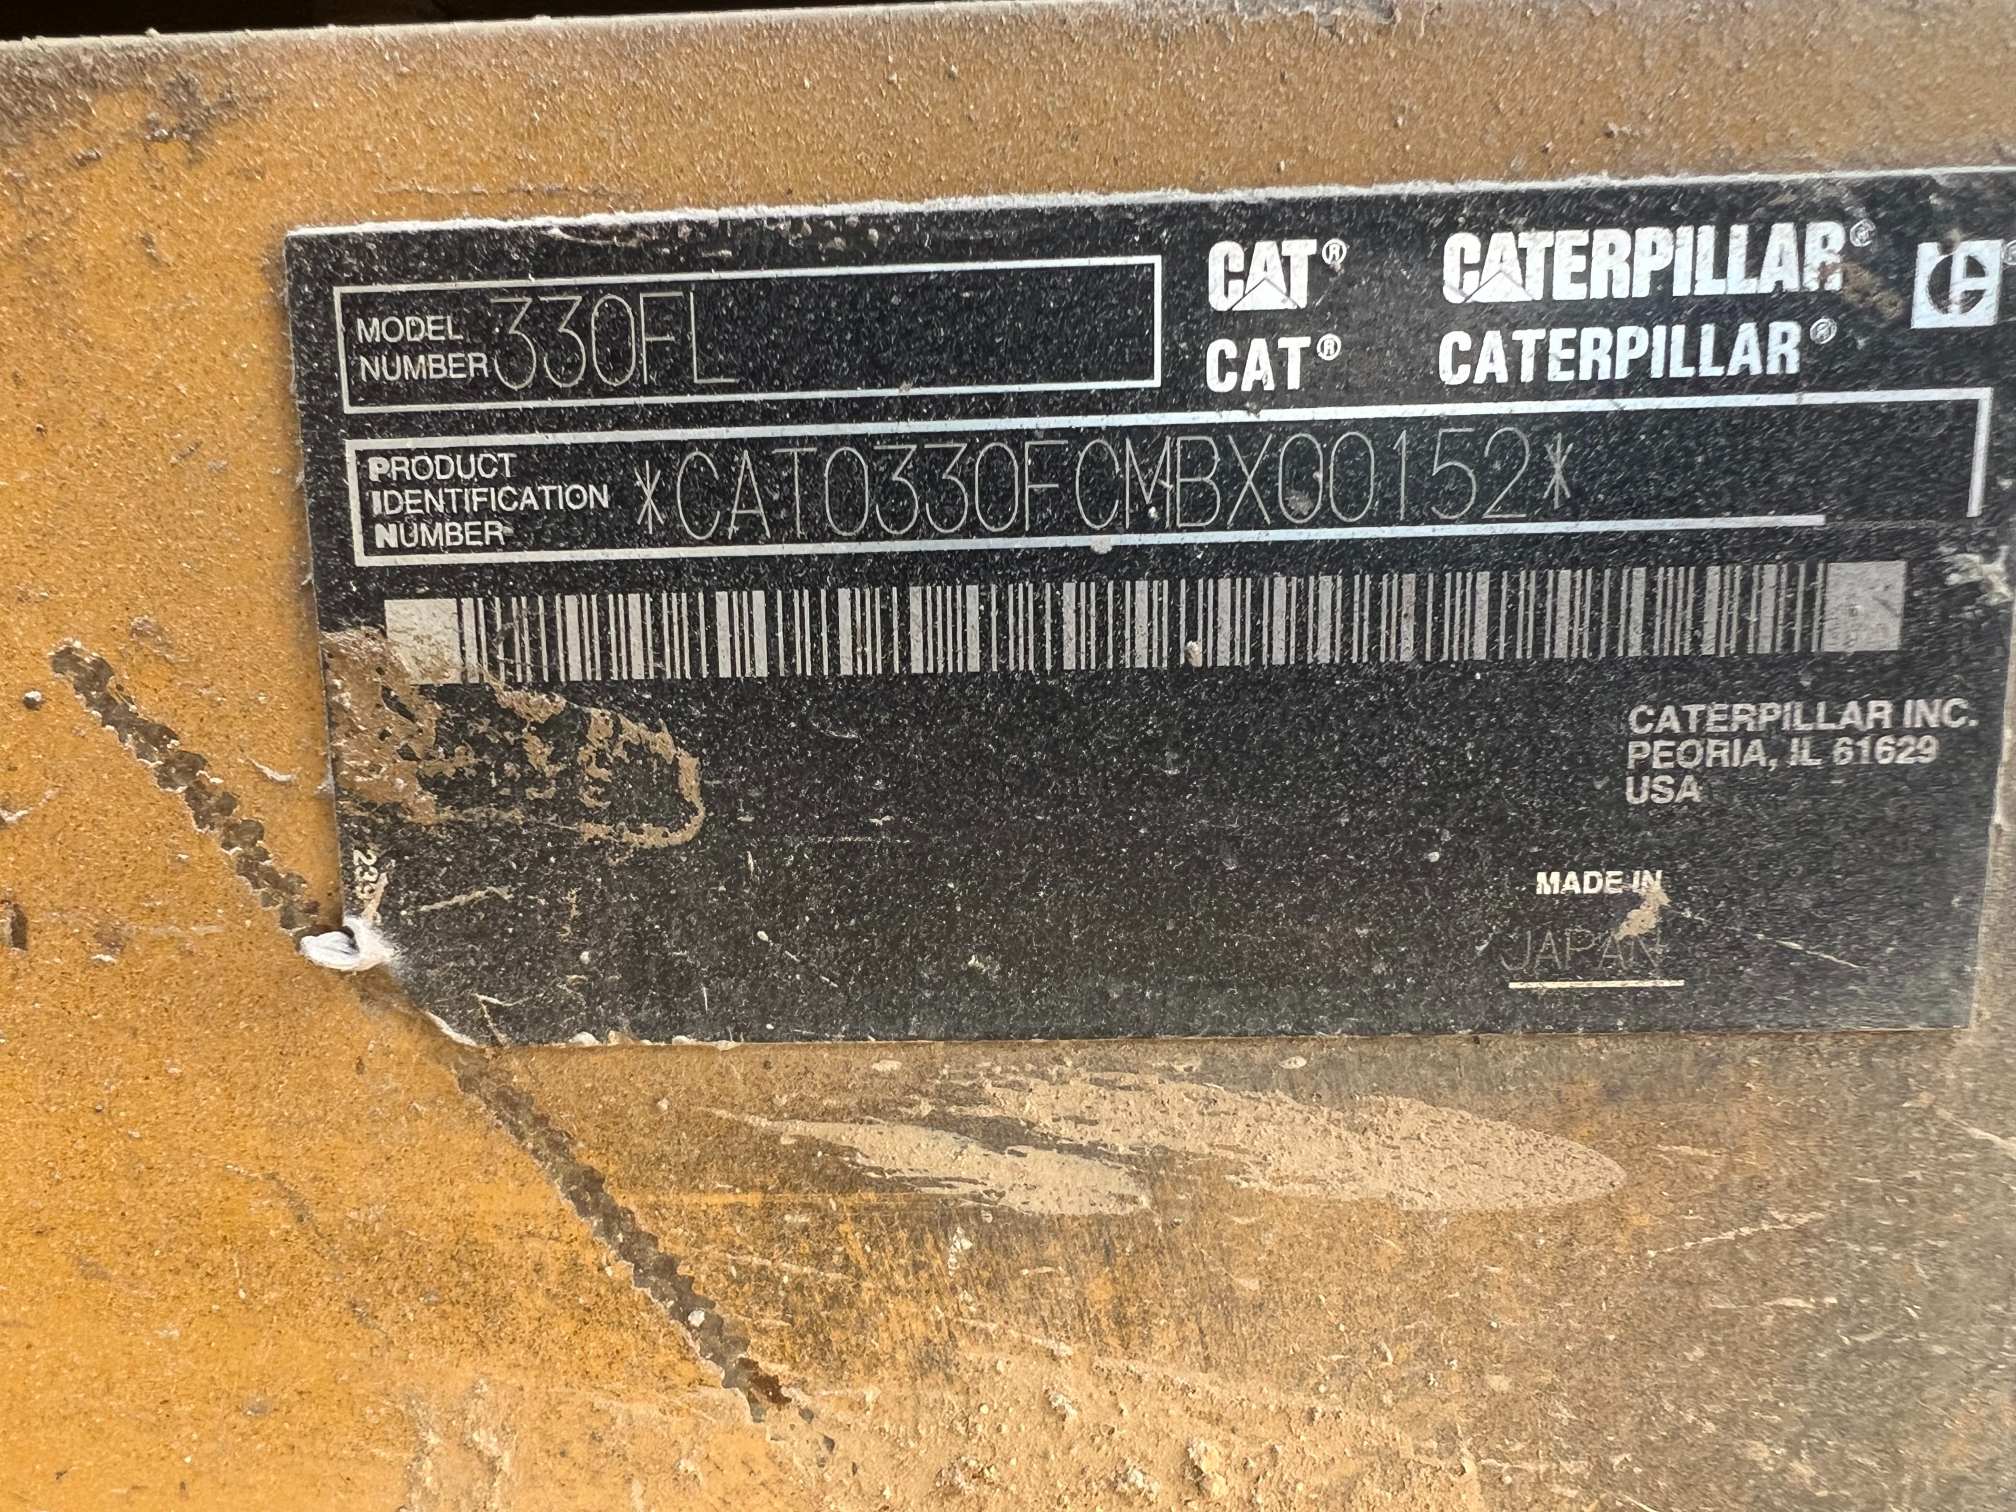 MODEL NUMBER 330FL
CAT® CATERPILLAR®
CAT® CATERPILLAR®
PRODUCT IDENTIFICATION NUMBER *CAT0330FCMBX00152*
CATERPILLAR INC.
PEORIA, IL 61629
USA
MADE IN
JAPAN
239